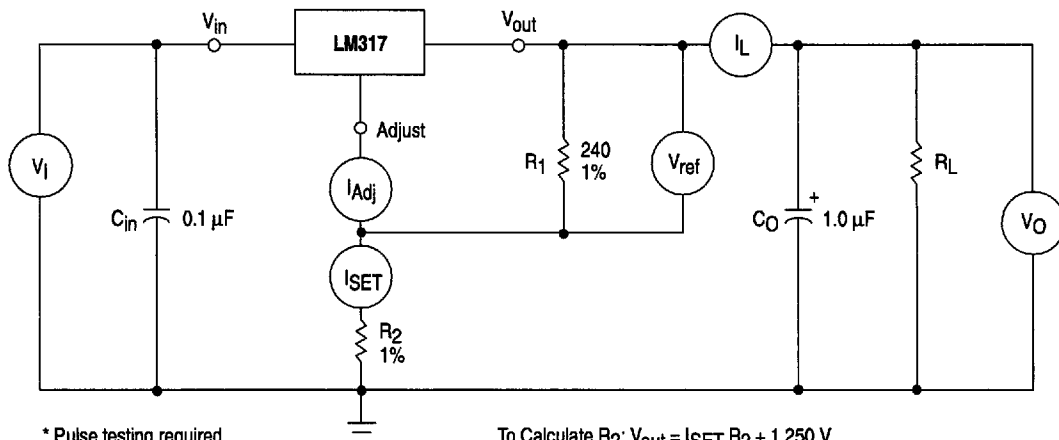 Vin
LM317
Vout
IL
Adjust
VI
R1
240
1%
Vref
RL
IAdj
Cin
0.1 µF
CO
+
1.0 µF
VO
ISET
R2
1%
* Pulse testing required.
To Calculate R2: Vout = ISET R2 + 1.250 V